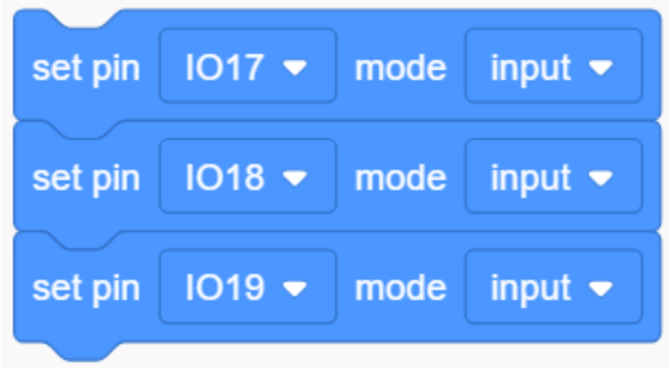 set pin IO17 mode input
set pin IO18 mode input
set pin IO19 mode input